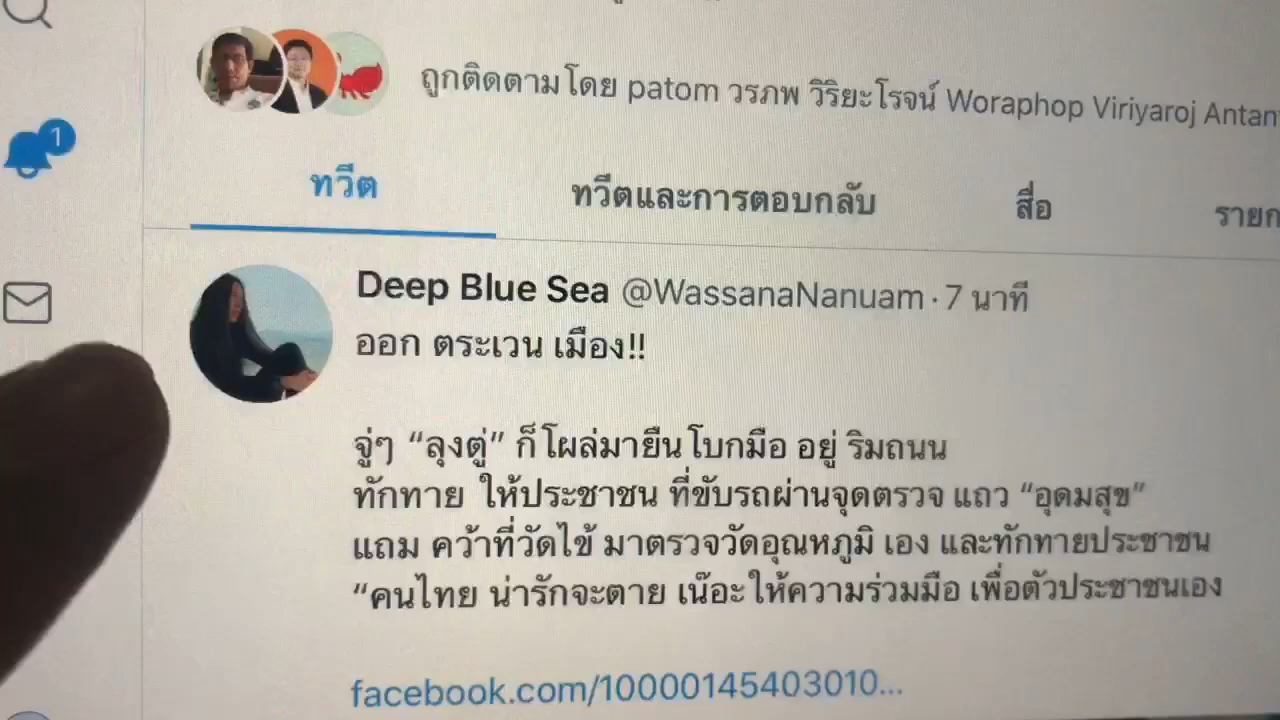 ถูกติดตามโดย patom วรภพ วิริยะโรจน์ Woraphop Viriyaroj
1
ทวีต ทวีตและการตอบกลับ สื่อ
Deep Blue Sea @WassanaNanuam · 7 นาที
ออก ตระเวน เมือง!!
จู่ๆ “ลุงตู่” ก็โผล่มายืนโบกมือ อยู่ ริมถนน
ทักทาย ให้ประชาชน ที่ขับรถผ่านจุดตรวจ แถว “อุดมสุข”
แถม คว้าที่วัดไข้ มาตรวจวัดอุณหภูมิ เอง และทักทายประชาชน
“คนไทย น่ารักจะตาย เน๊อะให้ความร่วมมือ เพื่อตัวประชาชนเอง
facebook.com/10000145403010...